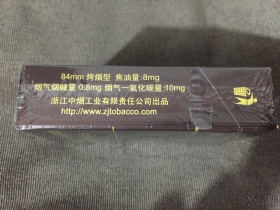 84mm 烤烟型 焦油量:8mg
烟气烟碱量:0.8mg 烟气一氧化碳量:10mg
浙江中烟工业有限责任公司出品
http://www.zjtobacco.com